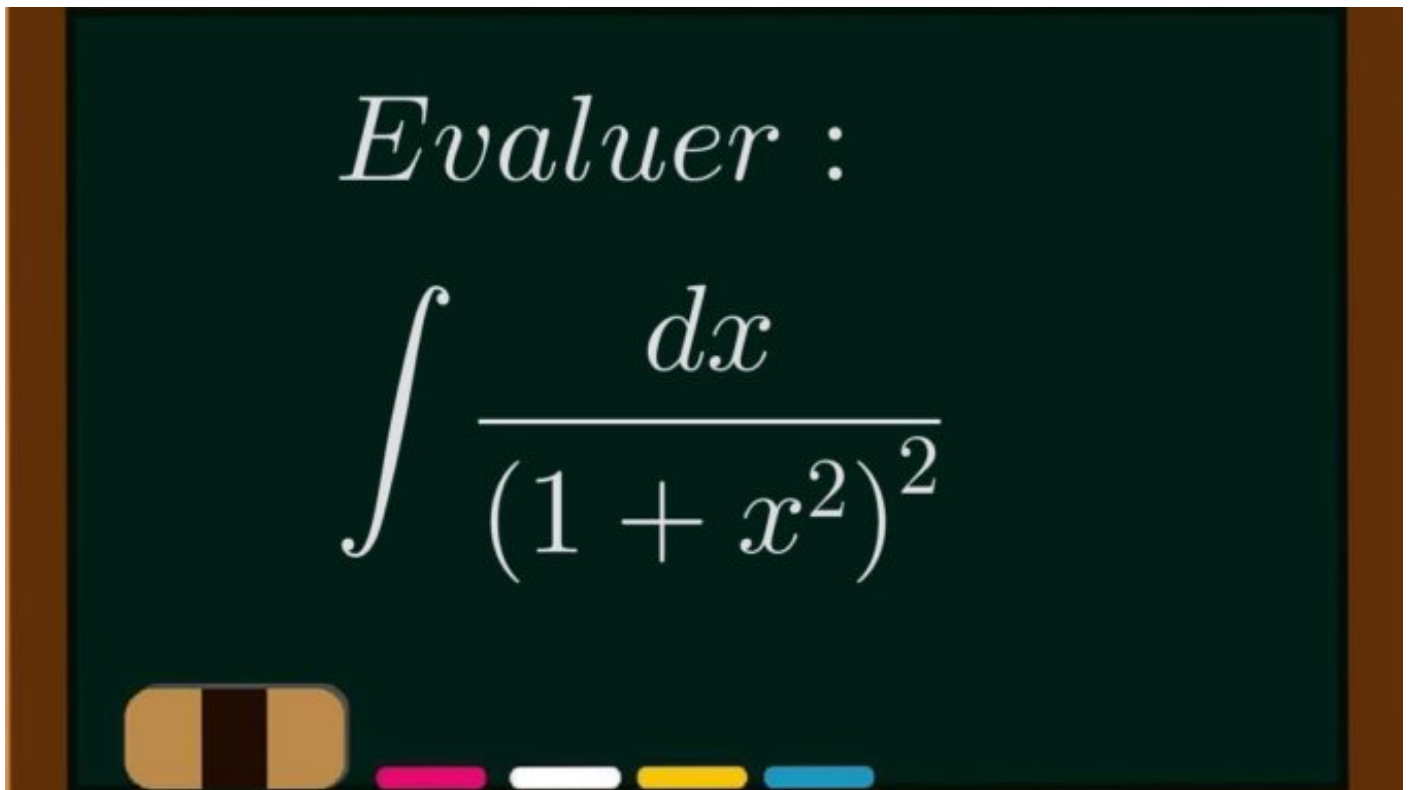 Evaluer :
∫ dx / (1 + x²)²